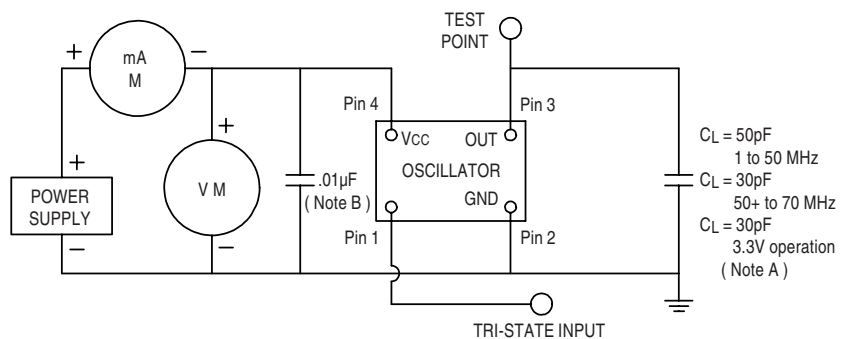 TEST
POINT
+
mA
M
–
Pin 4
Pin 3
+
VCC
OUT
CL = 50pF
1 to 50 MHz
CL = 30pF
50+ to 70 MHz
CL = 30pF
3.3V operation
( Note A )
+
POWER
SUPPLY
–
V M
–
.01µF
( Note B )
OSCILLATOR
GND
Pin 1
Pin 2
TRI-STATE INPUT